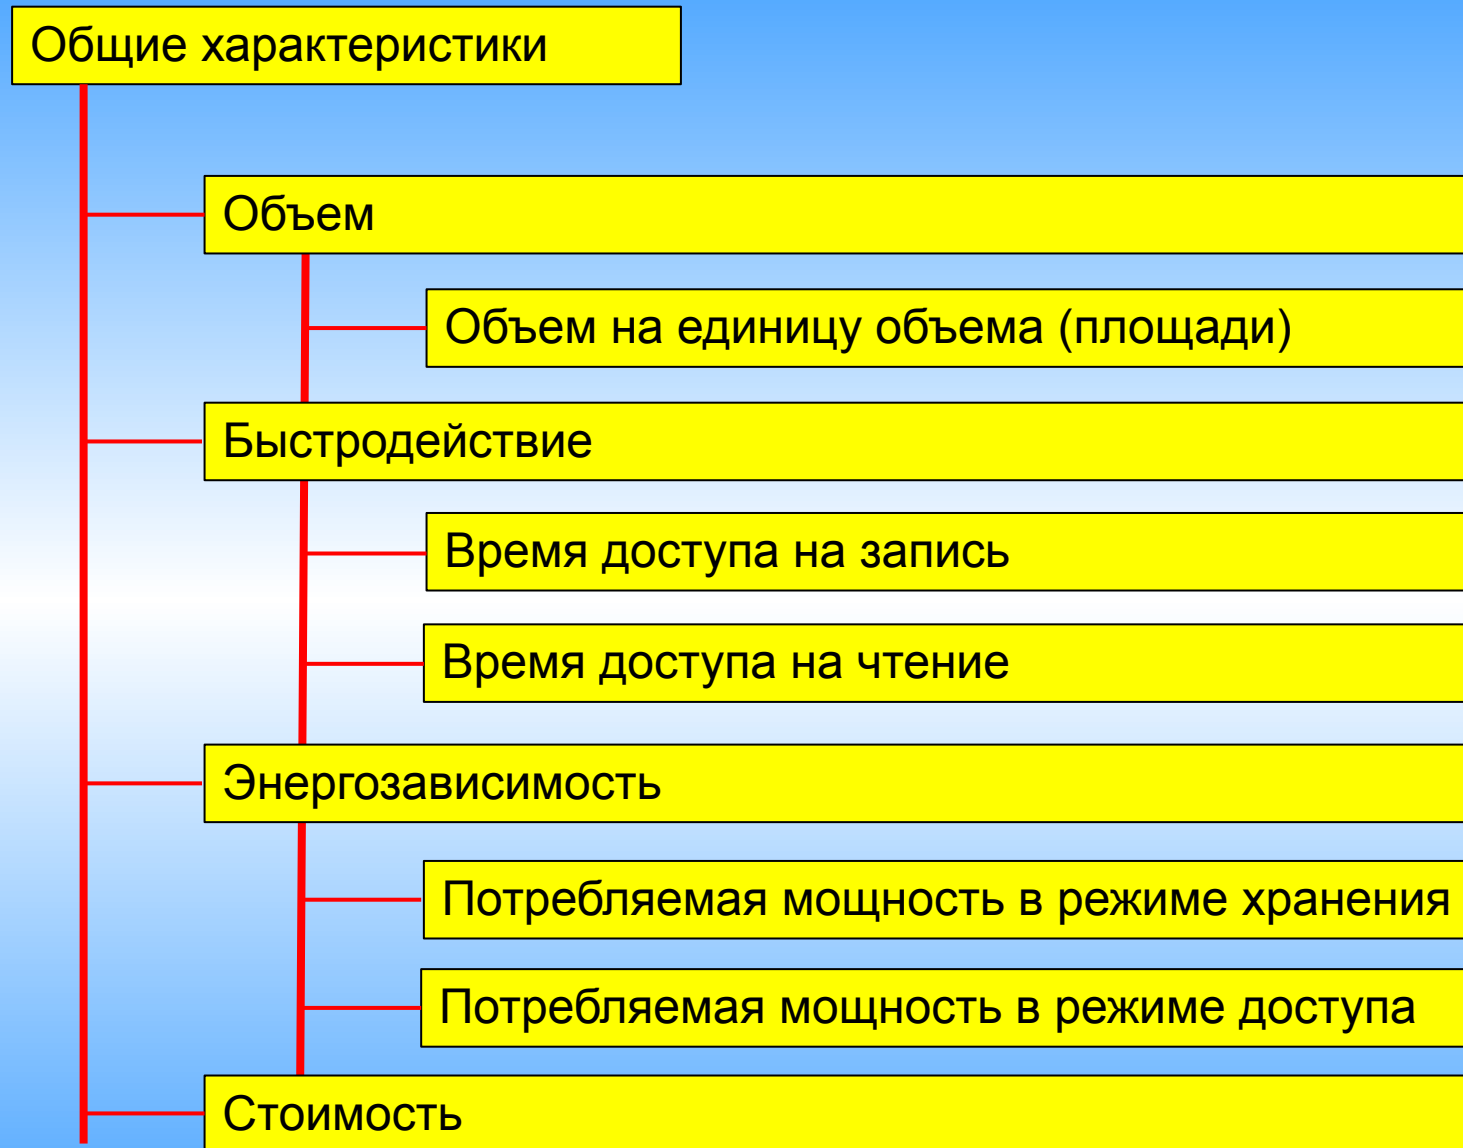 Общие характеристики
Объем
Объем на единицу объема (площади)
Быстродействие
Время доступа на запись
Время доступа на чтение
Энергозависимость
Потребляемая мощность в режиме хранения
Потребляемая мощность в режиме доступа
Стоимость